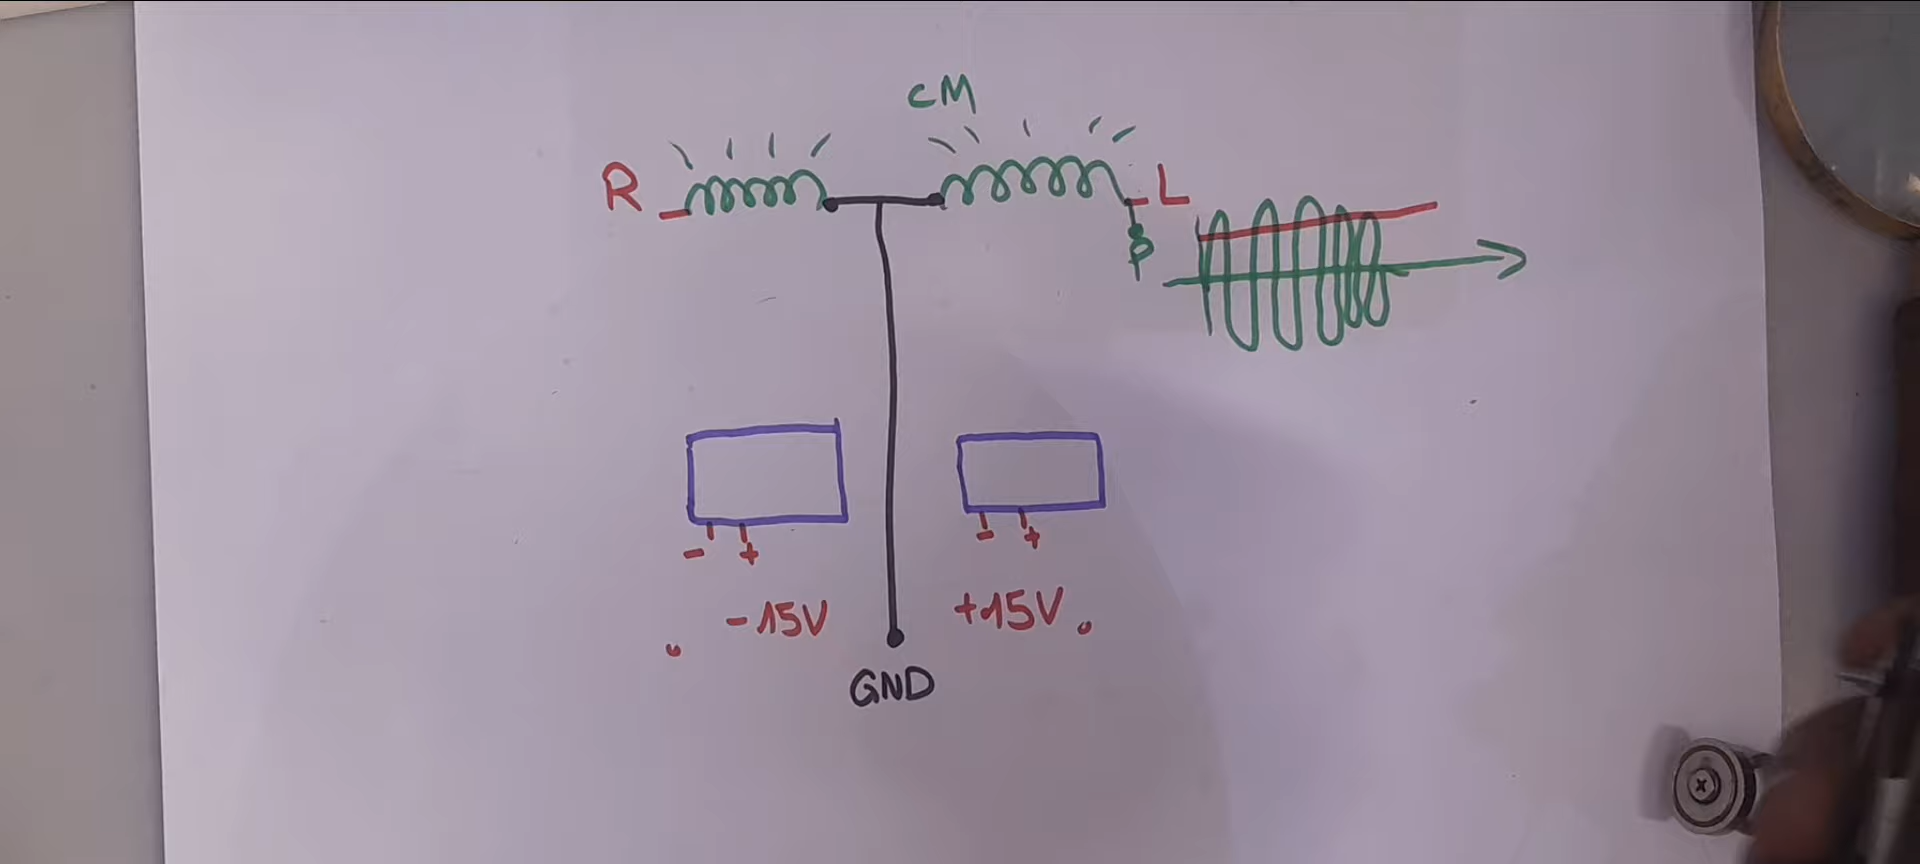 CM
R L
P
- + - +
-15V +15V
GND